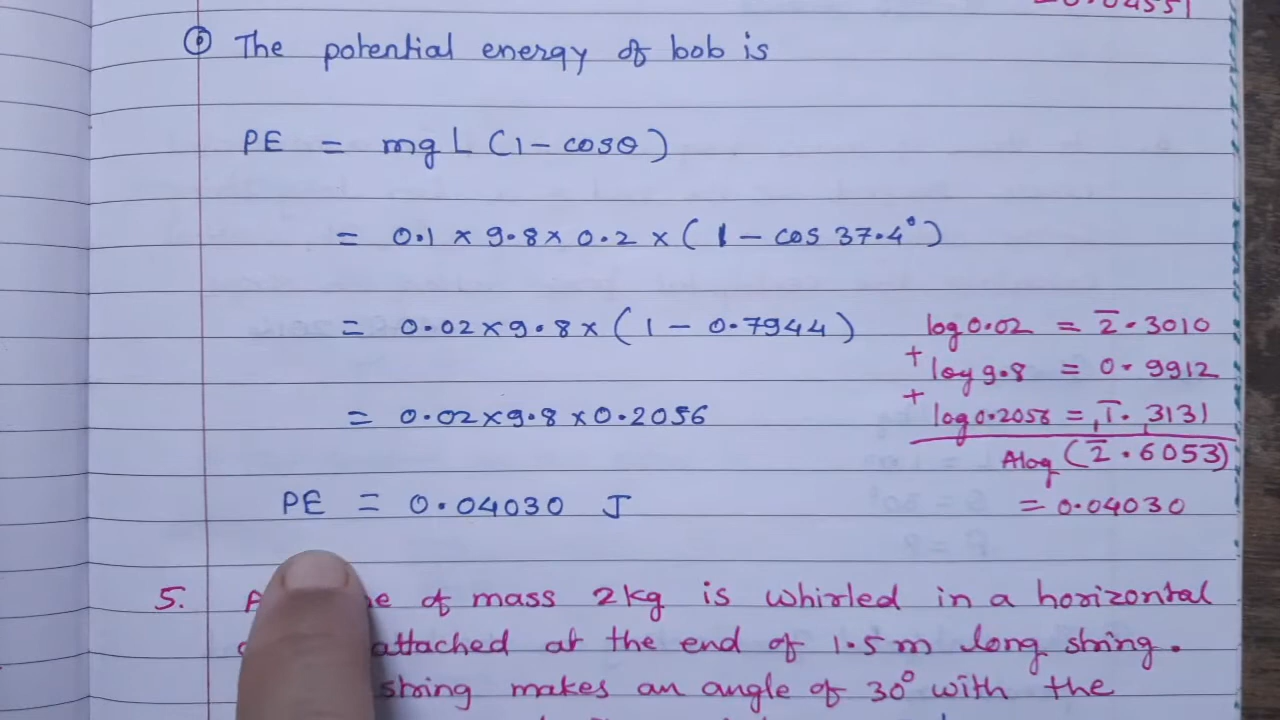 = 0.04551
⑥ The potential energy of bob is
PE = mg L (1 - cosθ)
= 0.1 × 9.8 × 0.2 × (1 - cos 37.4°)
= 0.02 × 9.8 × (1 - 0.7944)
log 0.02 = 2̅.3010
+ log 9.8 = 0.9912
= 0.02 × 9.8 × 0.2056
+ log 0.2056 = 1̅.3131
Alog (2̅.6053)
PE = 0.04030 J
= 0.04030
5. of mass 2kg is whirled in a horizontal
attached at the end of 1.5m long string.
string makes an angle of 30° with the